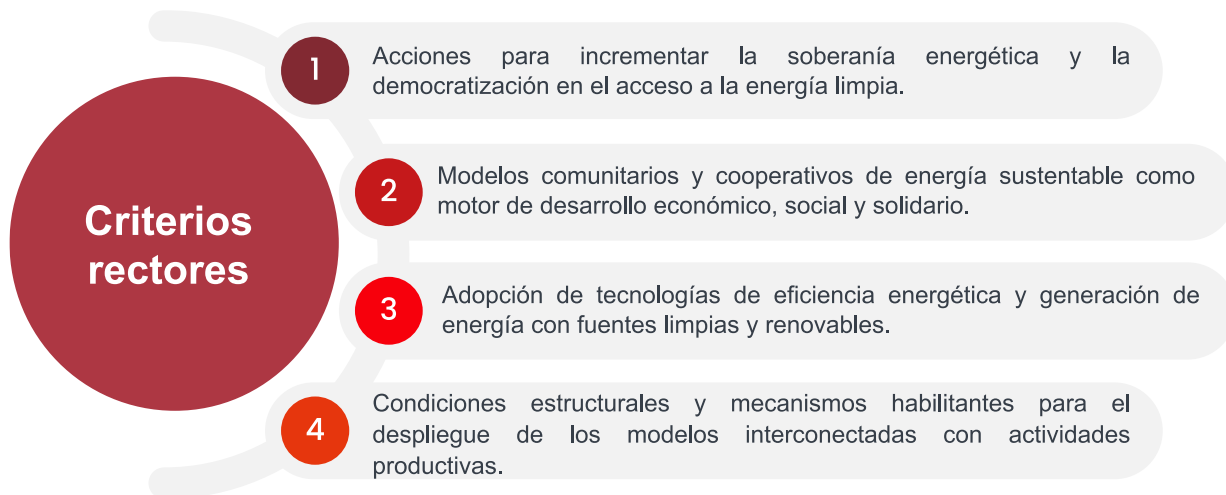 Criterios
rectores
1
Acciones para incrementar la soberanía energética y la
democratización en el acceso a la energía limpia.
2
Modelos comunitarios y cooperativos de energía sustentable como
motor de desarrollo económico, social y solidario.
3
Adopción de tecnologías de eficiencia energética y generación de
energía con fuentes limpias y renovables.
4
Condiciones estructurales y mecanismos habilitantes para el
despliegue de los modelos interconectadas con actividades
productivas.